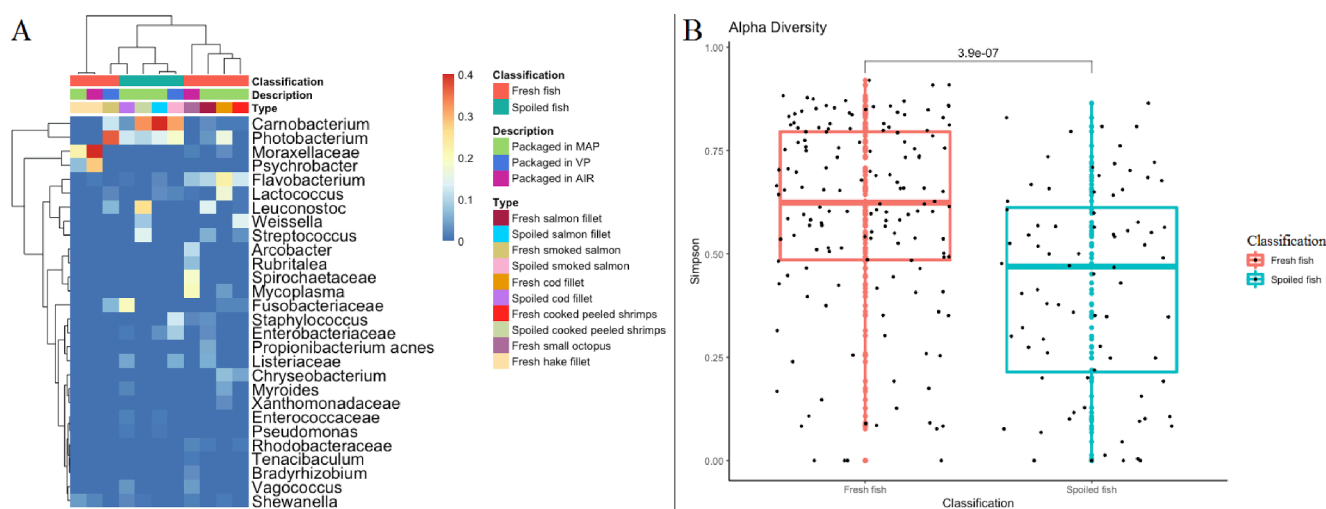 A
Classification
Description
Type
Carnobacterium
Photobacterium
Moraxellaceae
Psychrobacter
Flavobacterium
Lactococcus
Leuconostoc
Weissella
Streptococcus
Arcobacter
Rubritalea
Spirochaetaceae
Mycoplasma
Fusobacteriaceae
Staphylococcus
Enterobacteriaceae
Propionibacterium acnes
Listeriaceae
Chryseobacterium
Myroides
Xanthomonadaceae
Enterococcaceae
Pseudomonas
Rhodobacteraceae
Tenacibaculum
Bradyrhizobium
Vagococcus
Shewanella
0.4
0.3
0.2
0.1
0
Classification
Fresh fish
Spoiled fish
Description
Packaged in MAP
Packaged in VP
Packaged in AIR
Type
Fresh salmon fillet
Spoiled salmon fillet
Fresh smoked salmon
Spoiled smoked salmon
Fresh cod fillet
Spoiled cod fillet
Fresh cooked peeled shrimps
Spoiled cooked peeled shrimps
Fresh small octopus
Fresh hake fillet
B
Alpha Diversity
3.9e-07
1.00
0.75
0.50
0.25
0.00
Simpson
Fresh fish
Spoiled fish
Classification
Classification
Fresh fish
Spoiled fish